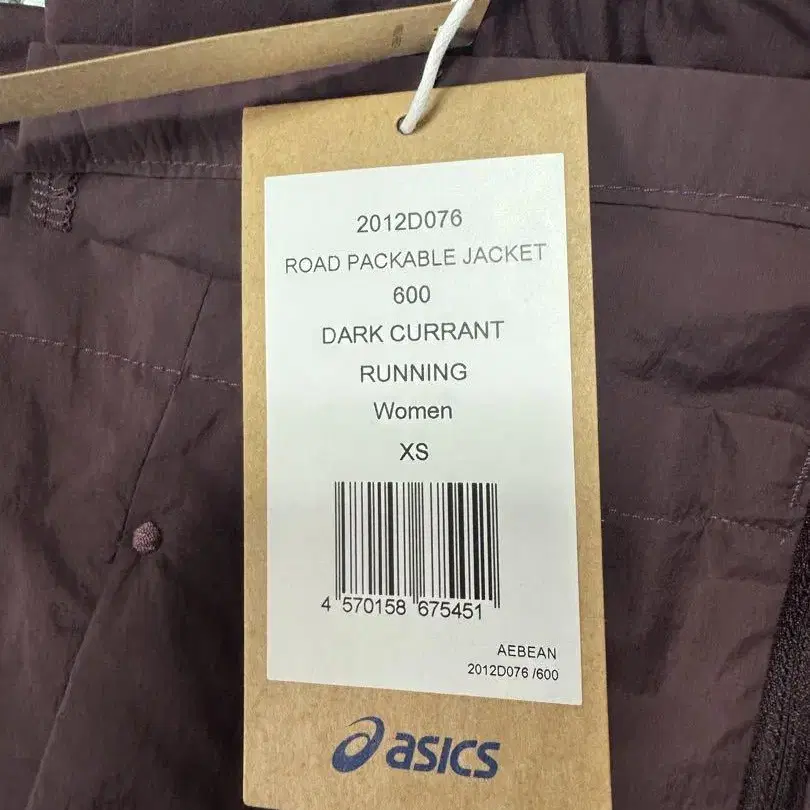 2012D076
ROAD PACKABLE JACKET
600
DARK CURRANT
RUNNING
Women
XS
4 570158 675451
AEBEAN
2012D076 /600
asics